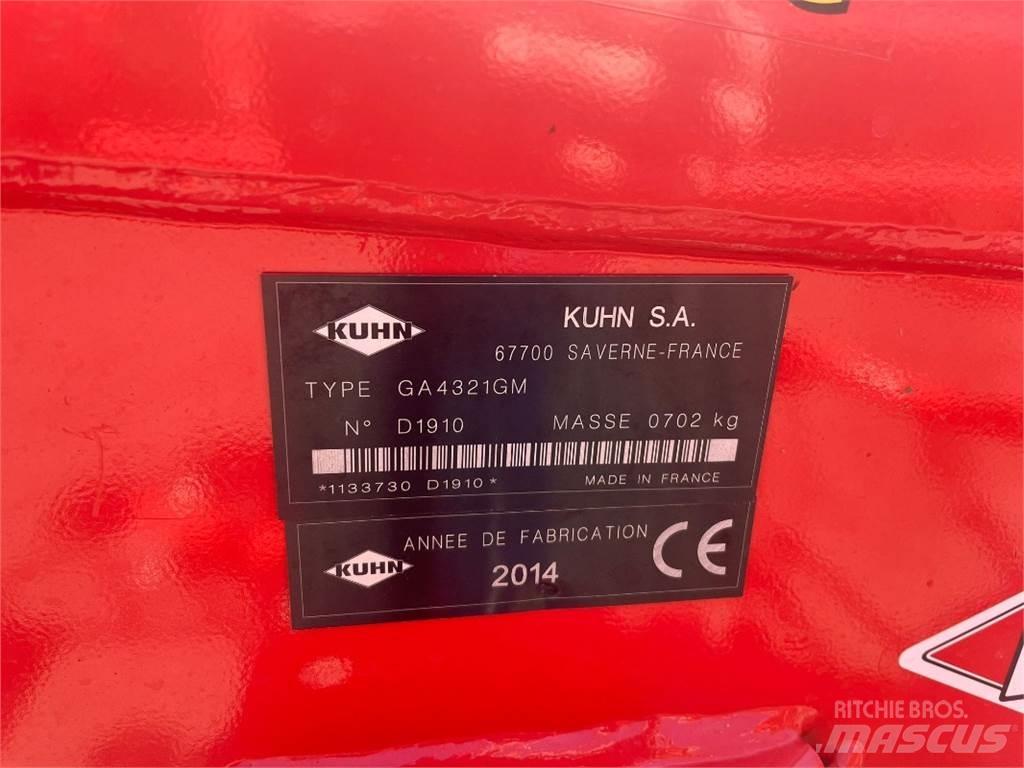 KUHN
KUHN S.A.
67700 SAVERNE-FRANCE
TYPE GA4321GM
N° D1910 MASSE 0702 kg
*1133730 D1910* MADE IN FRANCE
KUHN
ANNEE DE FABRICATION
2014
CE
RITCHIE BROS.
MASCUS